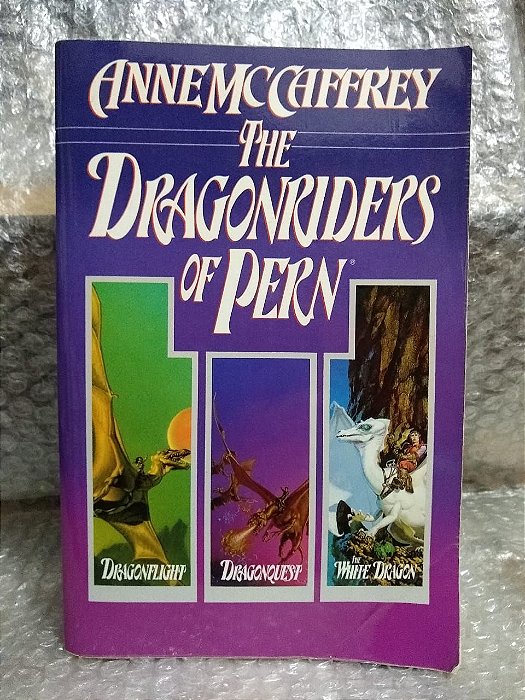 ANNE MCCAFFREY
THE
DRAGONRIDERS
OF PERN®
DRAGONFLIGHT
DRAGONQUEST
THE
WHITE DRAGON